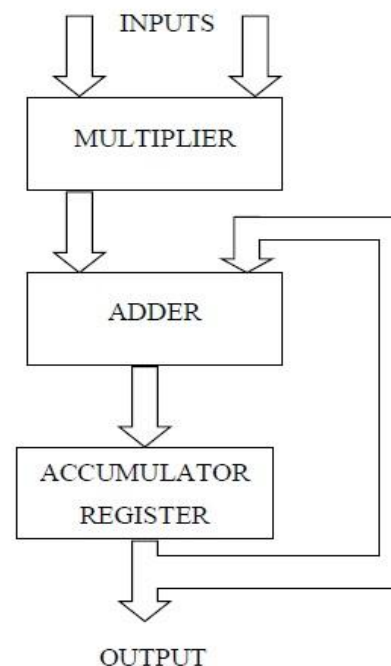 INPUTS
MULTIPLIER
ADDER
ACCUMULATOR
REGISTER
OUTPUT